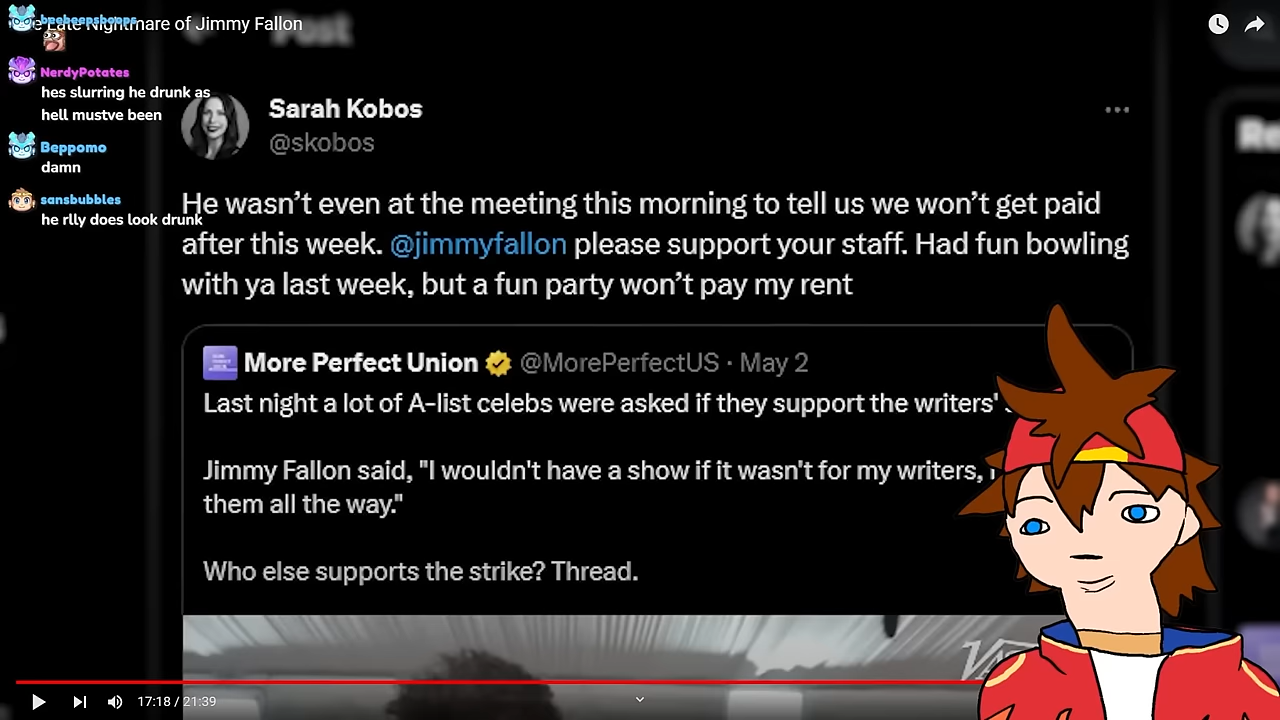 beebeepsboops
e Late Nightmare of Jimmy Fallon
Post
NerdyPotates
hes slurring he drunk as
hell mustve been
Beppomo
damn
sansbubbles
he rlly does look drunk
Sarah Kobos
@skobos
He wasn’t even at the meeting this morning to tell us we won’t get paid
after this week. @jimmyfallon please support your staff. Had fun bowling
with ya last week, but a fun party won’t pay my rent
More Perfect Union @MorePerfectUS · May 2
Last night a lot of A-list celebs were asked if they support the writers'
Jimmy Fallon said, "I wouldn't have a show if it wasn't for my writers, I
them all the way."
Who else supports the strike? Thread.
17:18 / 21:39